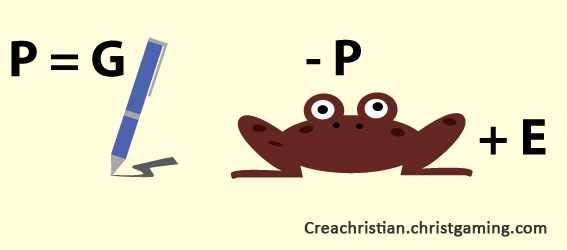 P = G
- P
+ E
Creachristian.christgaming.com